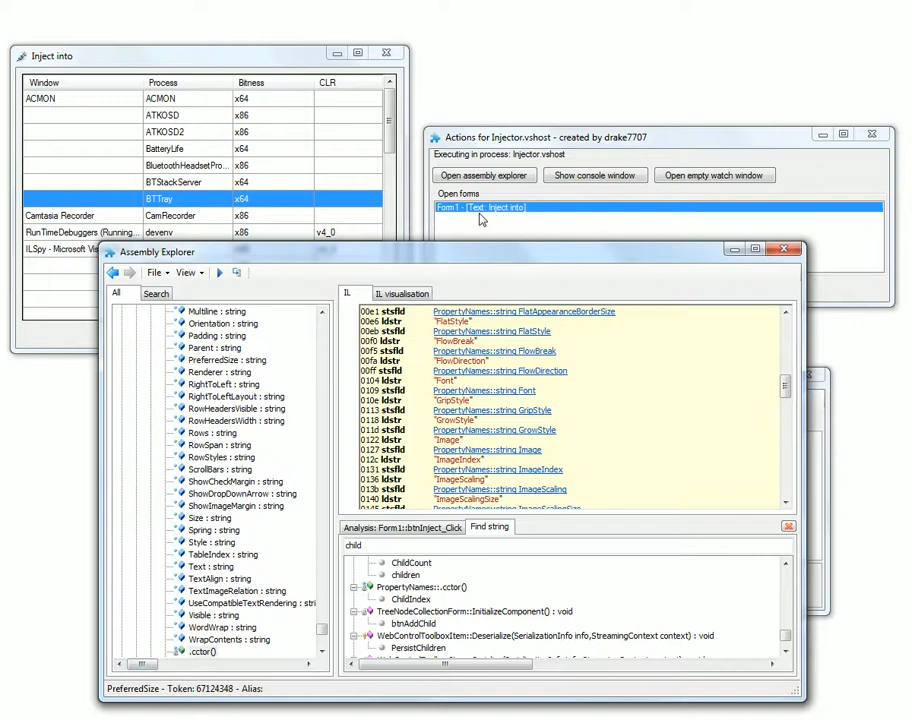 Inject into
Window Process Bitness CLR
ACMON ACMON x64
ATKOSD x86
ATKOSD2 x86
BatteryLife x86
BluetoothHeadsetPro... x86
BTStackServer x64
BTTray x64
Camtasia Recorder CamRecorder x86
RunTimeDebuggers (Running... devenv x86 v4_0
ILSpy - Microsoft Vis
Actions for Injector.vshost - created by drake7707
Executing in process: Injector.vshost
Open assembly explorer Show console window Open empty watch window
Open forms
Form1 - [Text: Inject into]
Assembly Explorer
File View
All Search
Multiline : string
Orientation : string
Padding : string
Parent : string
PreferredSize : string
Renderer : string
RightToLeft : string
RightToLeftLayout : string
RowHeadersVisible : string
RowHeadersWidth : string
Rows : string
RowSpan : string
RowStyles : string
ScrollBars : string
ShowCheckMargin : string
ShowDropDownArrow : string
ShowImageMargin : string
Size : string
Spring : string
Style : string
TableIndex : string
Text : string
TextAlign : string
TextImageRelation : string
UseCompatibleTextRendering : string
Visible : string
WordWrap : string
WrapContents : string
.cctor()
IL IL visualisation
00e1 stsfld PropertyNames::string FlatAppearanceBorderSize
00e6 ldstr "FlatStyle"
00eb stsfld PropertyNames::string FlatStyle
00f0 ldstr "FlowBreak"
00f5 stsfld PropertyNames::string FlowBreak
00fa ldstr "FlowDirection"
00ff stsfld PropertyNames::string FlowDirection
0104 ldstr "Font"
0109 stsfld PropertyNames::string Font
010e ldstr "GripStyle"
0113 stsfld PropertyNames::string GripStyle
0118 ldstr "GrowStyle"
011d stsfld PropertyNames::string GrowStyle
0122 ldstr "Image"
0127 stsfld PropertyNames::string Image
012c ldstr "ImageIndex"
0131 stsfld PropertyNames::string ImageIndex
0136 ldstr "ImageScaling"
013b stsfld PropertyNames::string ImageScaling
0140 ldstr "ImageScalingSize"
0145 stsfld PropertyNames::string ImageScalingSize
Analysis: Form1::btnInject_Click Find string
child
ChildCount
children
PropertyNames::.cctor()
ChildIndex
TreeNodeCollectionForm::InitializeComponent() : void
btnAddChild
WebControlToolboxItem::Deserialize(SerializationInfo info,StreamingContext context) : void
PersistChildren
PreferredSize - Token: 67124348 - Alias: